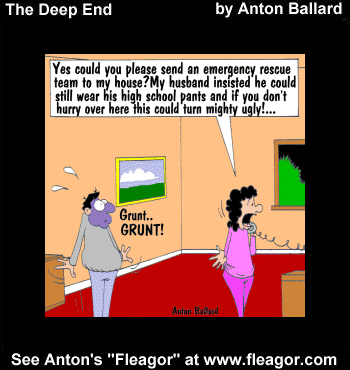 The Deep End
by Anton Ballard
Yes could you please send an emergency rescue
team to my house?My husband insisted he could
still wear his high school pants and if you don't
hurry over here this could turn mighty ugly!...
Grunt..
GRUNT!
Anton Ballard
See Anton's "Fleagor" at www.fleagor.com